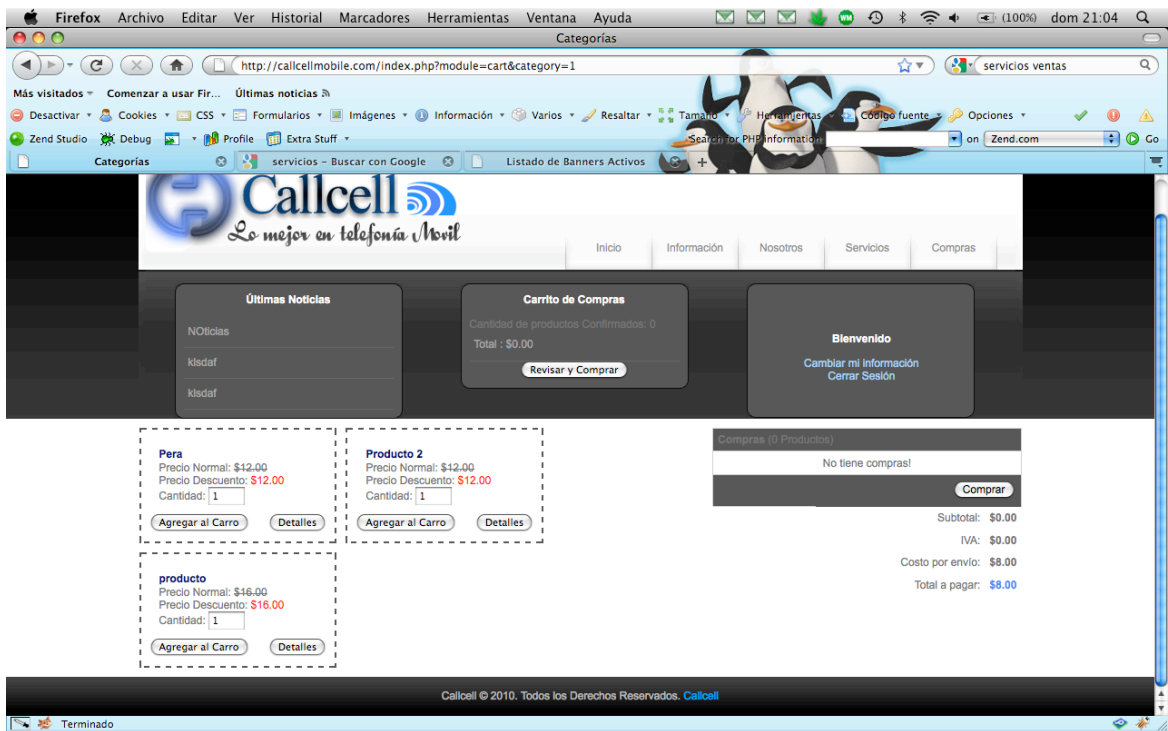 Firefox Archivo Editar Ver Historial Marcadores Herramientas Ventana Ayuda (100%) dom 21:04
Categorías
http://callcellmobile.com/index.php?module=cart&category=1 servicios ventas
Más visitados Comenzar a usar Fir... Últimas noticias
Desactivar Cookies CSS Formularios Imágenes Información Varios Resaltar Tamaño Herramientas Código fuente Opciones
Zend Studio Debug Profile Extra Stuff Search for PHP information: on Zend.com Go
Categorías servicios - Buscar con Google Listado de Banners Activos
Callcell
Lo mejor en telefonía Movil
Inicio Información Nosotros Servicios Compras
Últimas Noticias
NOticias
klsdaf
klsdaf
Carrito de Compras
Cantidad de productos Confirmados: 0
Total : $0.00
Revisar y Comprar
Bienvenido
Cambiar mi información
Cerrar Sesión
Pera
Precio Normal: $12.00
Precio Descuento: $12.00
Cantidad: 1
Agregar al Carro Detalles
Producto 2
Precio Normal: $12.00
Precio Descuento: $12.00
Cantidad: 1
Agregar al Carro Detalles
producto
Precio Normal: $16.00
Precio Descuento: $16.00
Cantidad: 1
Agregar al Carro Detalles
Compras (0 Productos)
No tiene compras!
Comprar
Subtotal: $0.00
IVA: $0.00
Costo por envío: $8.00
Total a pagar: $8.00
Callcell © 2010. Todos los Derechos Reservados. Callcell
Terminado